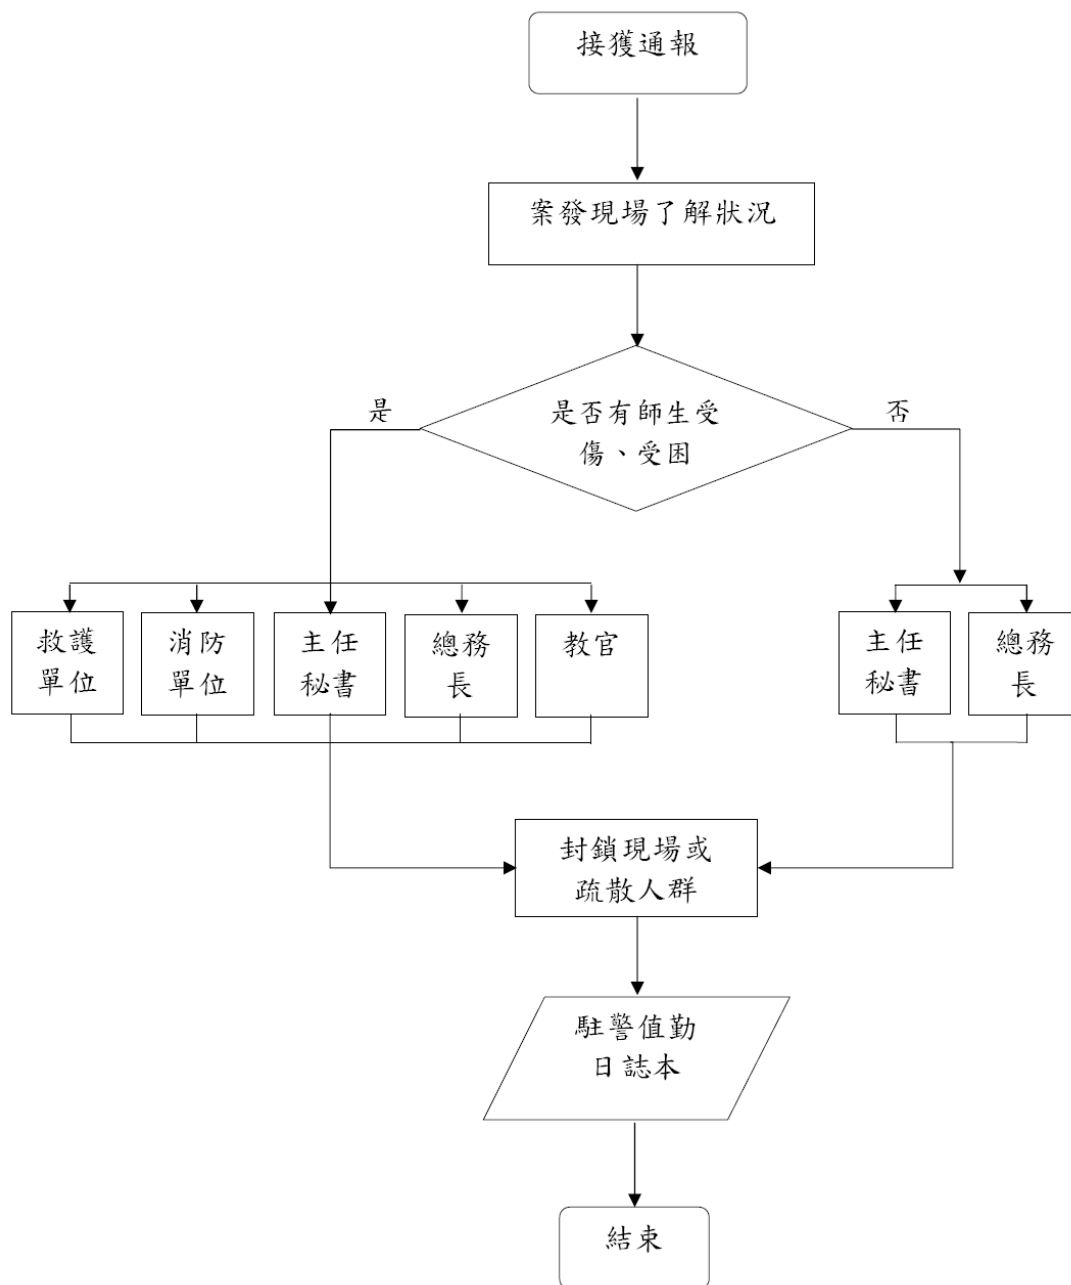 接獲通報
案發現場了解狀況
是
是否有師生受
傷、受困
否
救護
單位
消防
單位
主任
秘書
總務
長
教官
主任
秘書
總務
長
封鎖現場或
疏散人群
駐警值勤
日誌本
結束